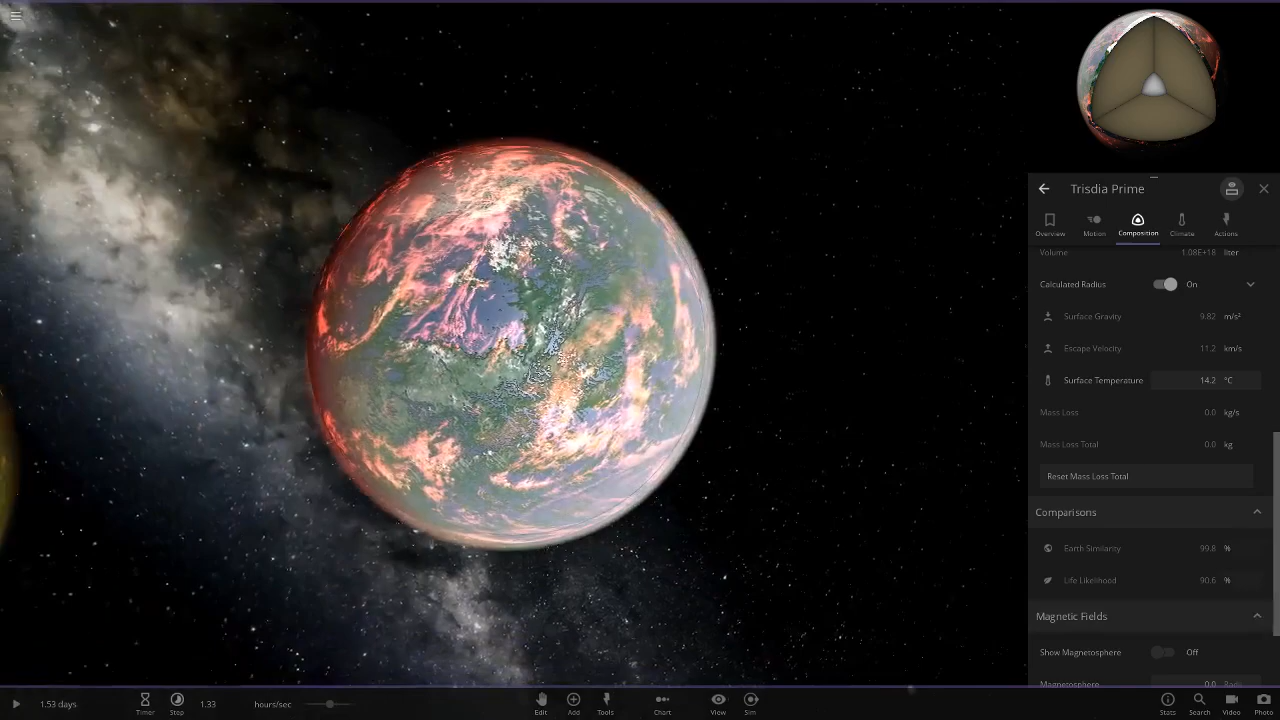 Trisdia Prime
Overview Motion Composition Climate Actions
Volume 1.08E+18 liter
Calculated Radius On
Surface Gravity 9.82 m/s²
Escape Velocity 11.2 km/s
Surface Temperature 14.2 °C
Mass Loss 0.0 kg/s
Mass Loss Total 0.0 kg
Reset Mass Loss Total
Comparisons
Earth Similarity 99.8 %
Life Likelihood 90.6 %
Magnetic Fields
Show Magnetosphere Off
Magnetosphere 0.0
1.53 days Timer Step 1.33 hours/sec Edit Add Tools Chart View Sim Stats Search Video Photo